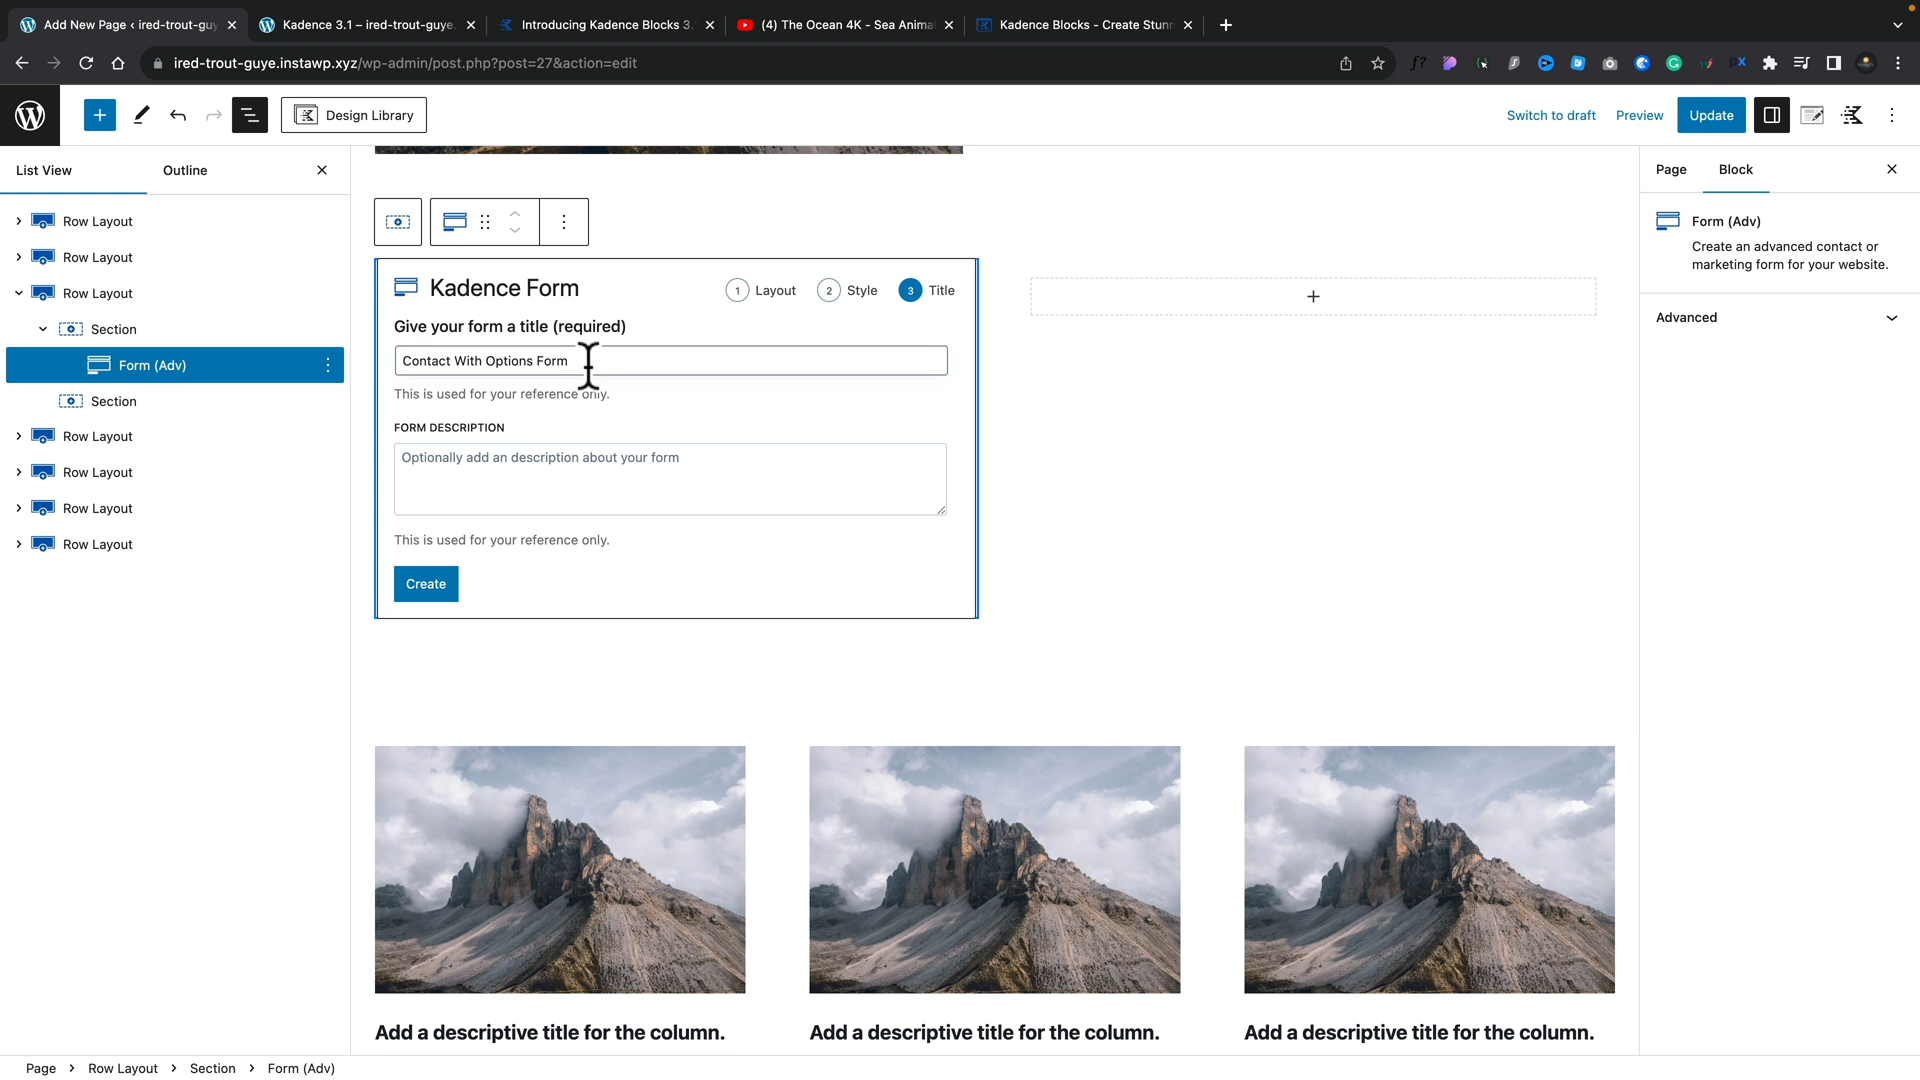 Add New Page ‹ ired-trout-guy
Kadence 3.1 – ired-trout-guye.
Introducing Kadence Blocks 3.
(4) The Ocean 4K - Sea Anima
Kadence Blocks - Create Stunn
ired-trout-guye.instawp.xyz/wp-admin/post.php?post=27&action=edit
Design Library
Switch to draft
Preview
Update
List View
Outline
Row Layout
Row Layout
Row Layout
Section
Form (Adv)
Section
Row Layout
Row Layout
Row Layout
Row Layout
Kadence Form
1 Layout
2 Style
3 Title
Give your form a title (required)
Contact With Options Form
This is used for your reference only.
FORM DESCRIPTION
Optionally add an description about your form
This is used for your reference only.
Create
Add a descriptive title for the column.
Add a descriptive title for the column.
Add a descriptive title for the column.
Page
Block
Form (Adv)
Create an advanced contact or
marketing form for your website.
Advanced
Page > Row Layout > Section > Form (Adv)